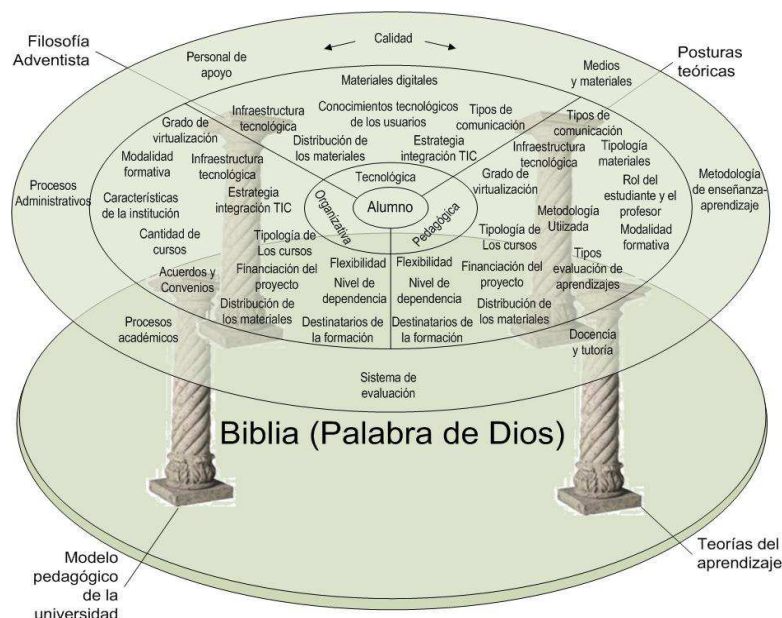 Filosofía
Adventista
Calidad
Posturas
teóricas
Personal de
apoyo
Medios
y materiales
Materiales digitales
Infraestructura
tecnológica
Conocimientos tecnológicos
de los usuarios
Tipos de
comunicación
Tipos de
comunicación
Grado de
virtualización
Distribución de
los materiales
Estrategia
integración TIC
Infraestructura
tecnológica
Tipología
materiales
Modalidad
formativa
Infraestructura
tecnológica
Tecnológica
Grado de
virtualización
Rol del
estudiante y el
profesor
Metodología
de enseñanza-
aprendizaje
Procesos
Administrativos
Características
de la institución
Estrategia
integración TIC
Organizativa
Alumno
Pedagógica
Metodología
Utiizada
Modalidad
formativa
Cantidad de
cursos
Tipología de
Los cursos
Tipología de
Los cursos
Acuerdos y
Convenios
Financiación del
proyecto
Flexibilidad
Flexibilidad
Financiación del
proyecto
Tipos
evaluación de
aprendizajes
Nivel de
dependencia
Nivel de
dependencia
Distribución de
los materiales
Distribución de
los materiales
Procesos
académicos
Destinatarios de
la formación
Destinatarios de
la formación
Docencia
y tutoría
Sistema de
evaluación
Biblia (Palabra de Dios)
Modelo
pedagógico
de la
universidad
Teorías del
aprendizaje